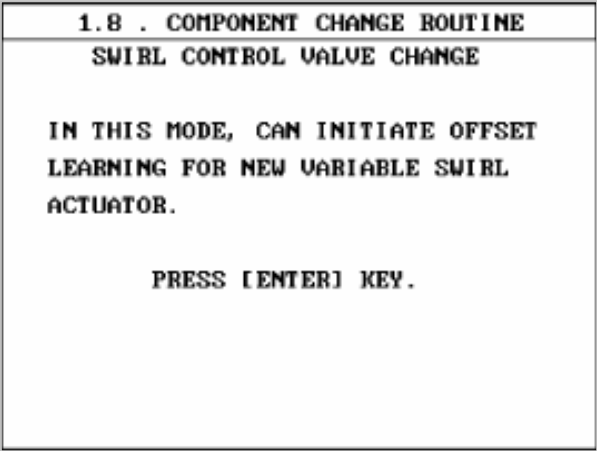 1.8 . COMPONENT CHANGE ROUTINE
SWIRL CONTROL VALVE CHANGE
IN THIS MODE, CAN INITIATE OFFSET
LEARNING FOR NEW VARIABLE SWIRL
ACTUATOR.
PRESS [ENTER] KEY.